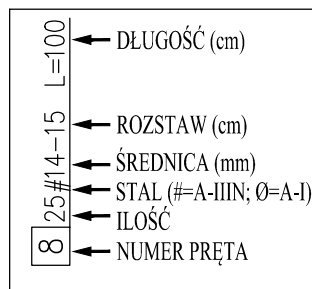 8 25#14-15 L=100
DŁUGOŚĆ (cm)
ROZSTAW (cm)
ŚREDNICA (mm)
STAL (#=A-IIIN; Ø=A-I)
ILOŚĆ
NUMER PRĘTA